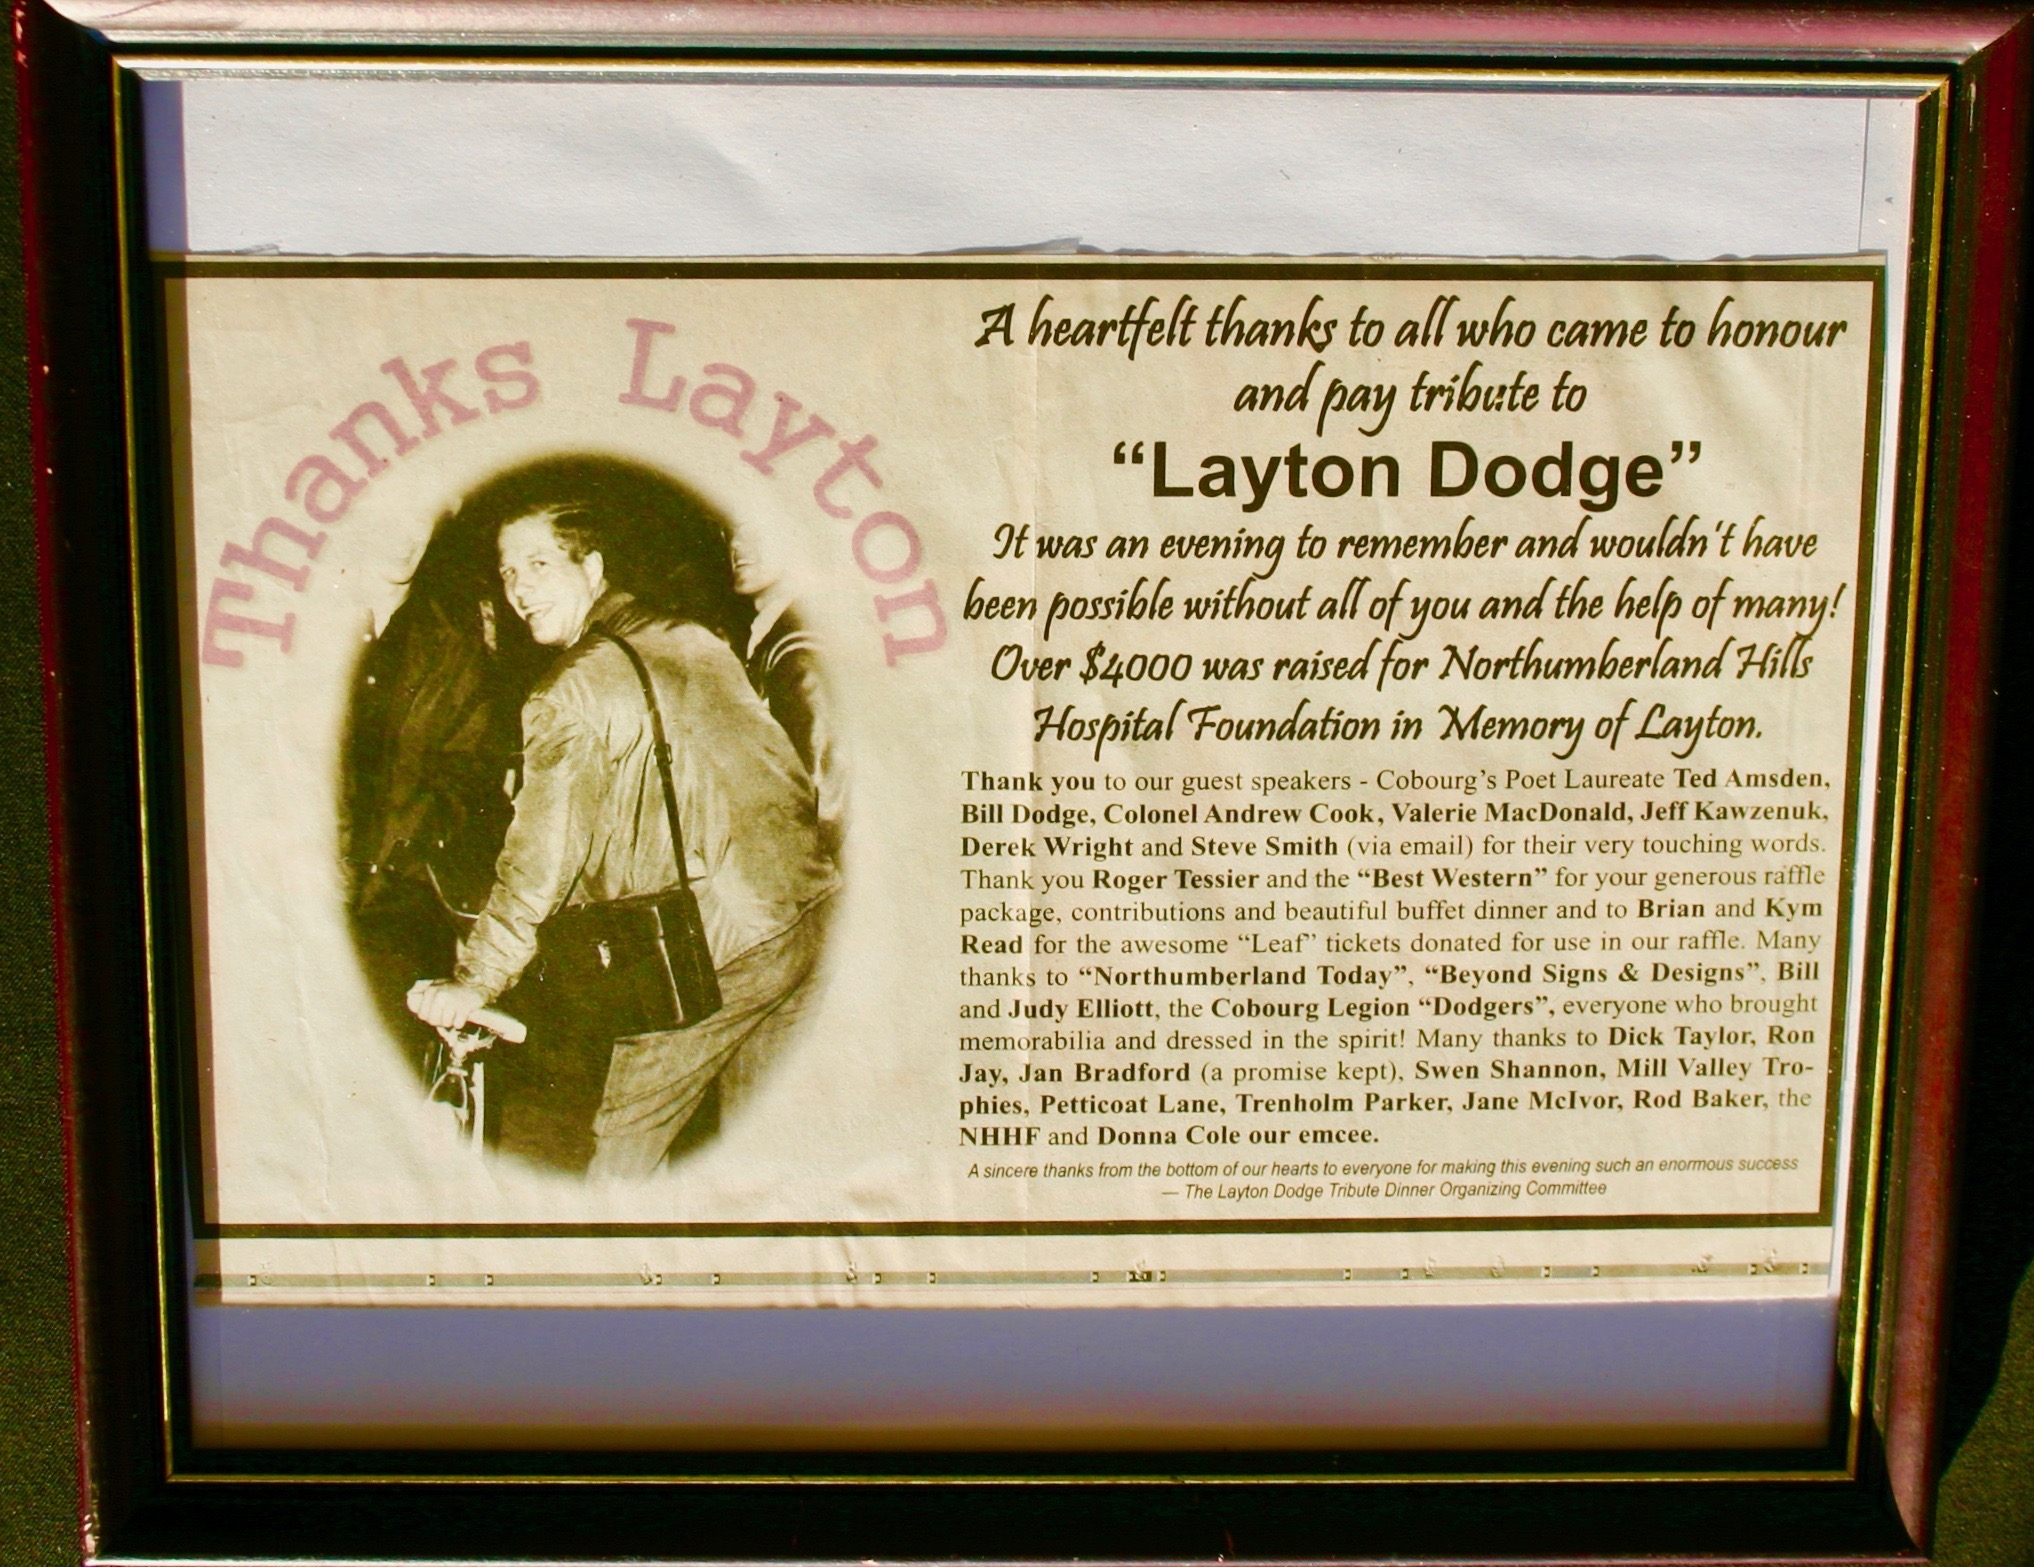 Thanks Layton
A heartfelt thanks to all who came to honour
and pay tribute to
“Layton Dodge”
It was an evening to remember and wouldn't have
been possible without all of you and the help of many!
Over $4000 was raised for Northumberland Hills
Hospital Foundation in Memory of Layton.
Thank you to our guest speakers - Cobourg’s Poet Laureate Ted Amsden,
Bill Dodge, Colonel Andrew Cook, Valerie MacDonald, Jeff Kawzenuk,
Derek Wright and Steve Smith (via email) for their very touching words.
Thank you Roger Tessier and the “Best Western” for your generous raffle
package, contributions and beautiful buffet dinner and to Brian and Kym
Read for the awesome “Leaf” tickets donated for use in our raffle. Many
thanks to “Northumberland Today”, “Beyond Signs & Designs”, Bill
and Judy Elliott, the Cobourg Legion “Dodgers”, everyone who brought
memorabilia and dressed in the spirit! Many thanks to Dick Taylor, Ron
Jay, Jan Bradford (a promise kept), Swen Shannon, Mill Valley Tro-
phies, Petticoat Lane, Trenholm Parker, Jane McIvor, Rod Baker, the
NHHF and Donna Cole our emcee.
A sincere thanks from the bottom of our hearts to everyone for making this evening such an enormous success
— The Layton Dodge Tribute Dinner Organizing Committee